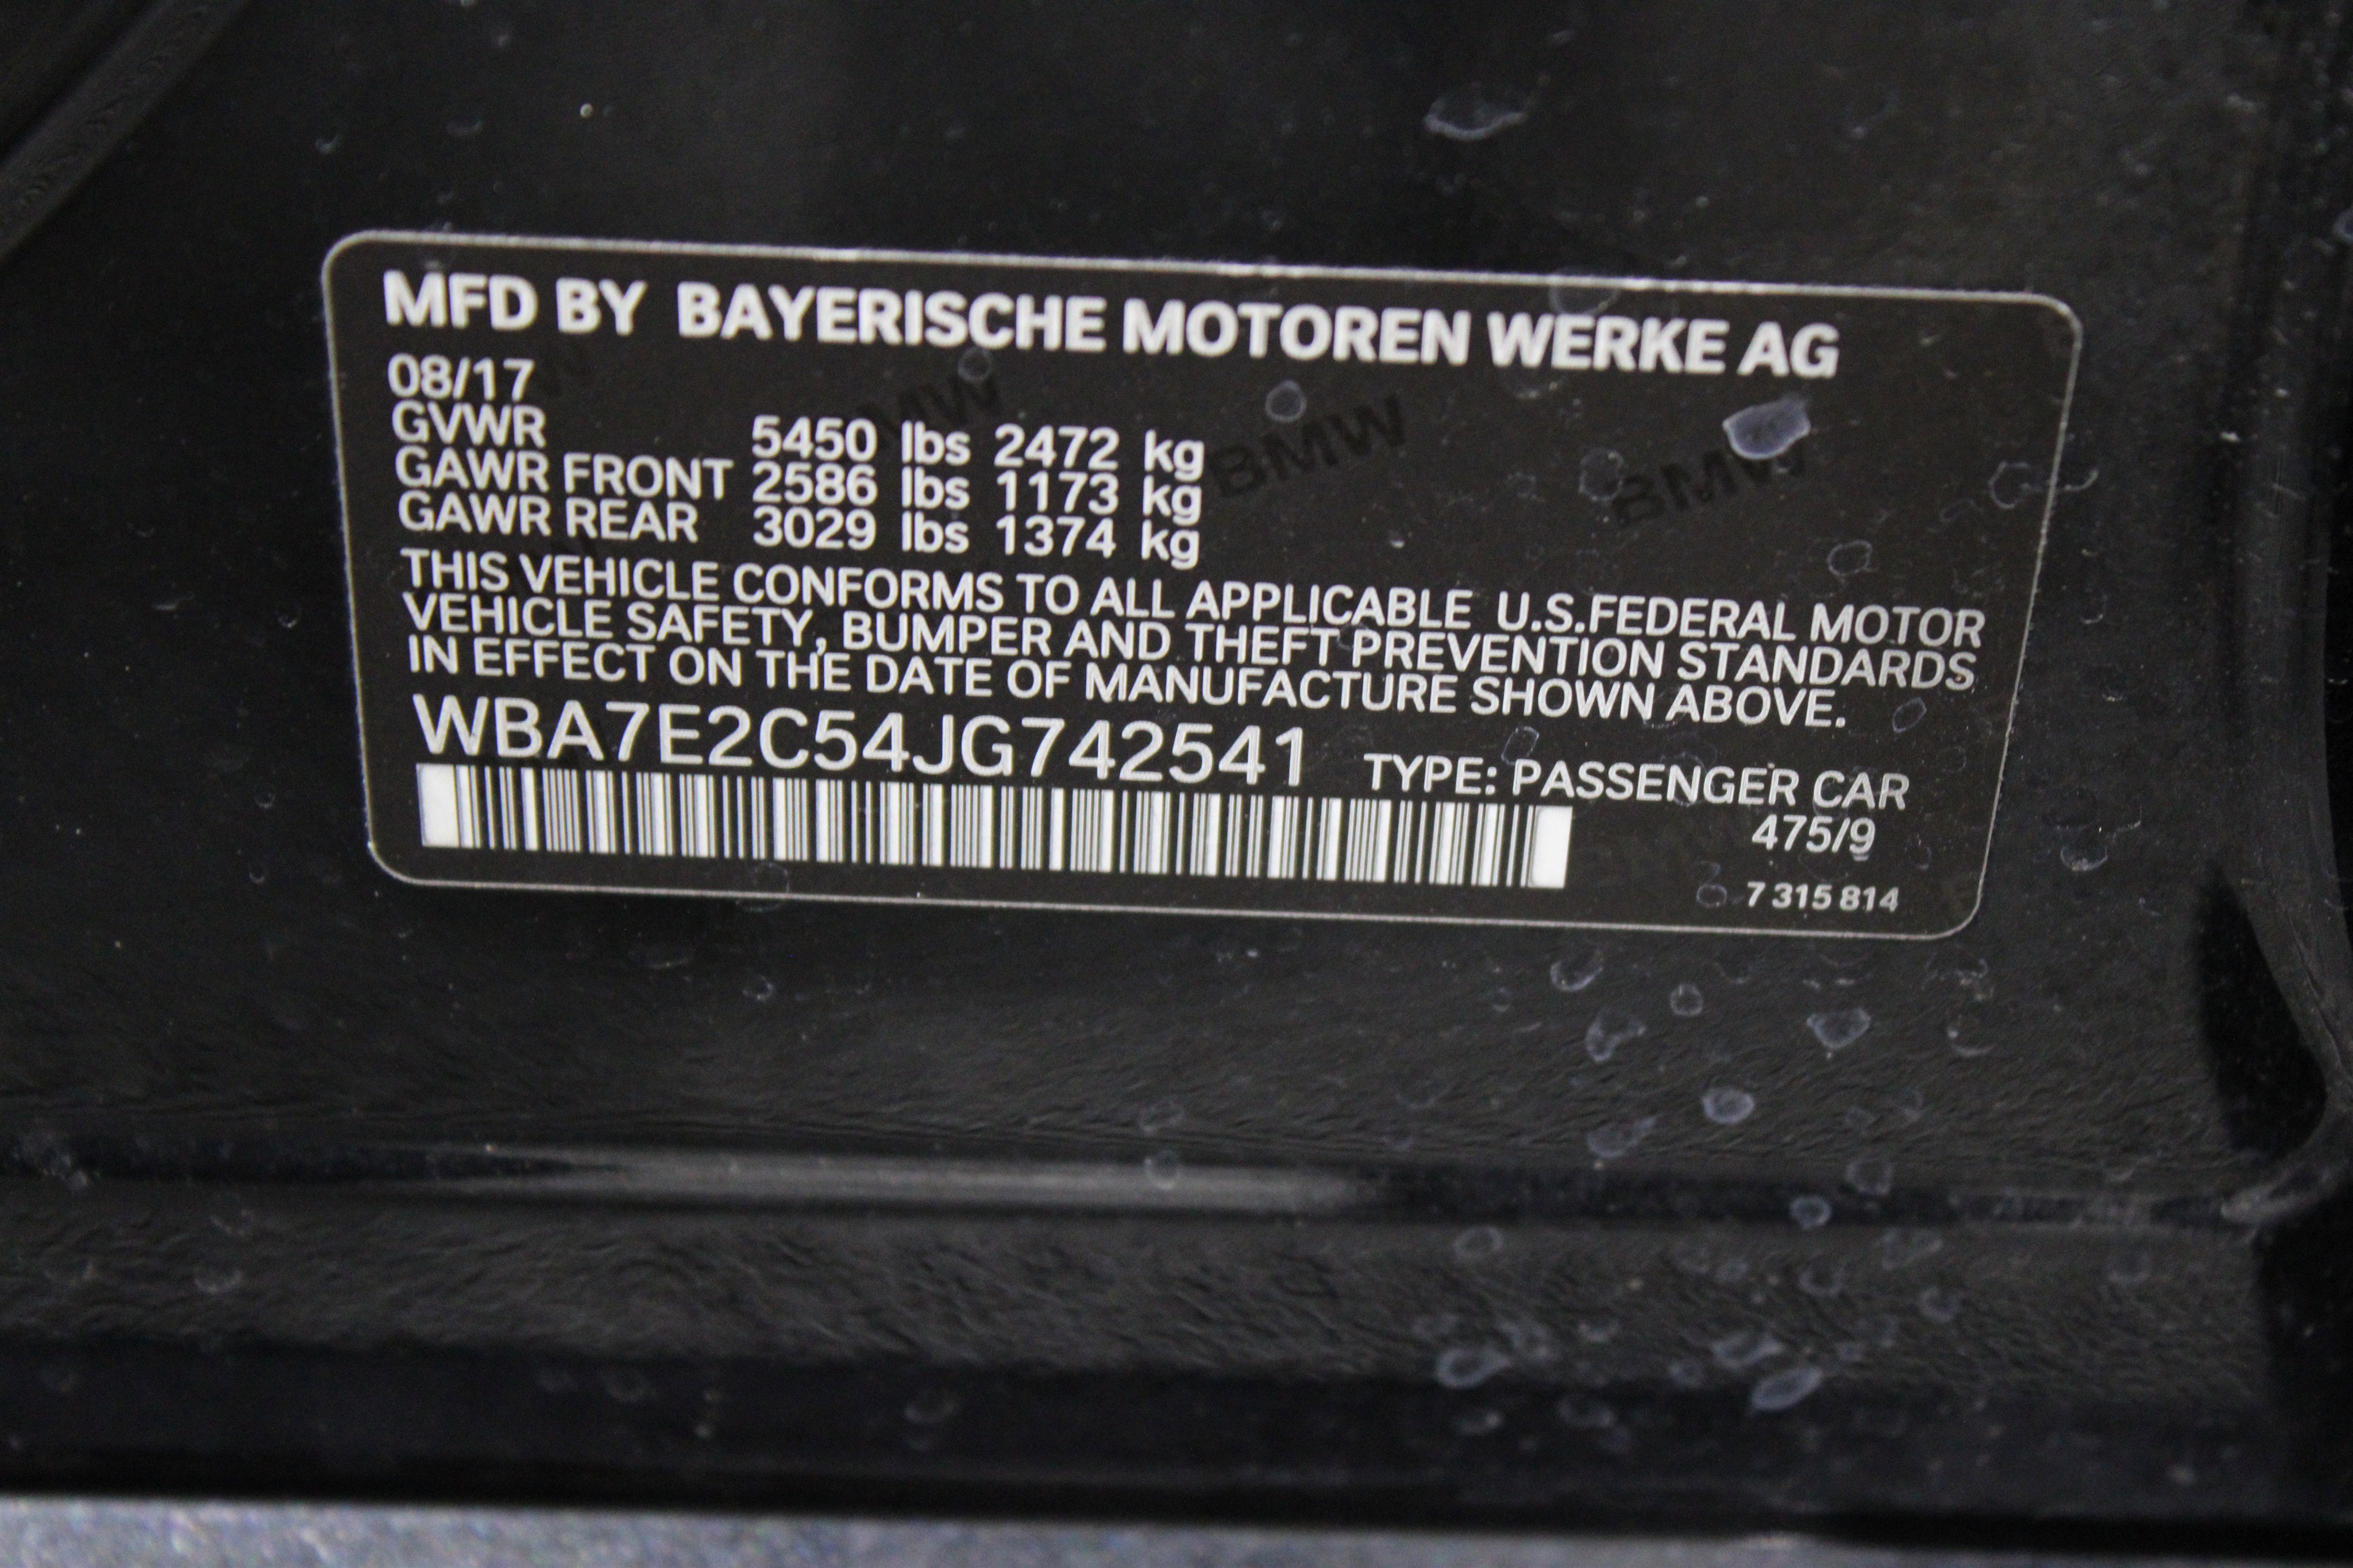 MFD BY BAYERISCHE MOTOREN WERKE AG
08/17
GVWR 5450 lbs 2472 kg
GAWR FRONT 2586 lbs 1173 kg
GAWR REAR 3029 lbs 1374 kg
THIS VEHICLE CONFORMS TO ALL APPLICABLE U.S.FEDERAL MOTOR
VEHICLE SAFETY, BUMPER AND THEFT PREVENTION STANDARDS
IN EFFECT ON THE DATE OF MANUFACTURE SHOWN ABOVE.
WBA7E2C54JG742541 TYPE: PASSENGER CAR
475/9
7 315 814
BMW
BMW